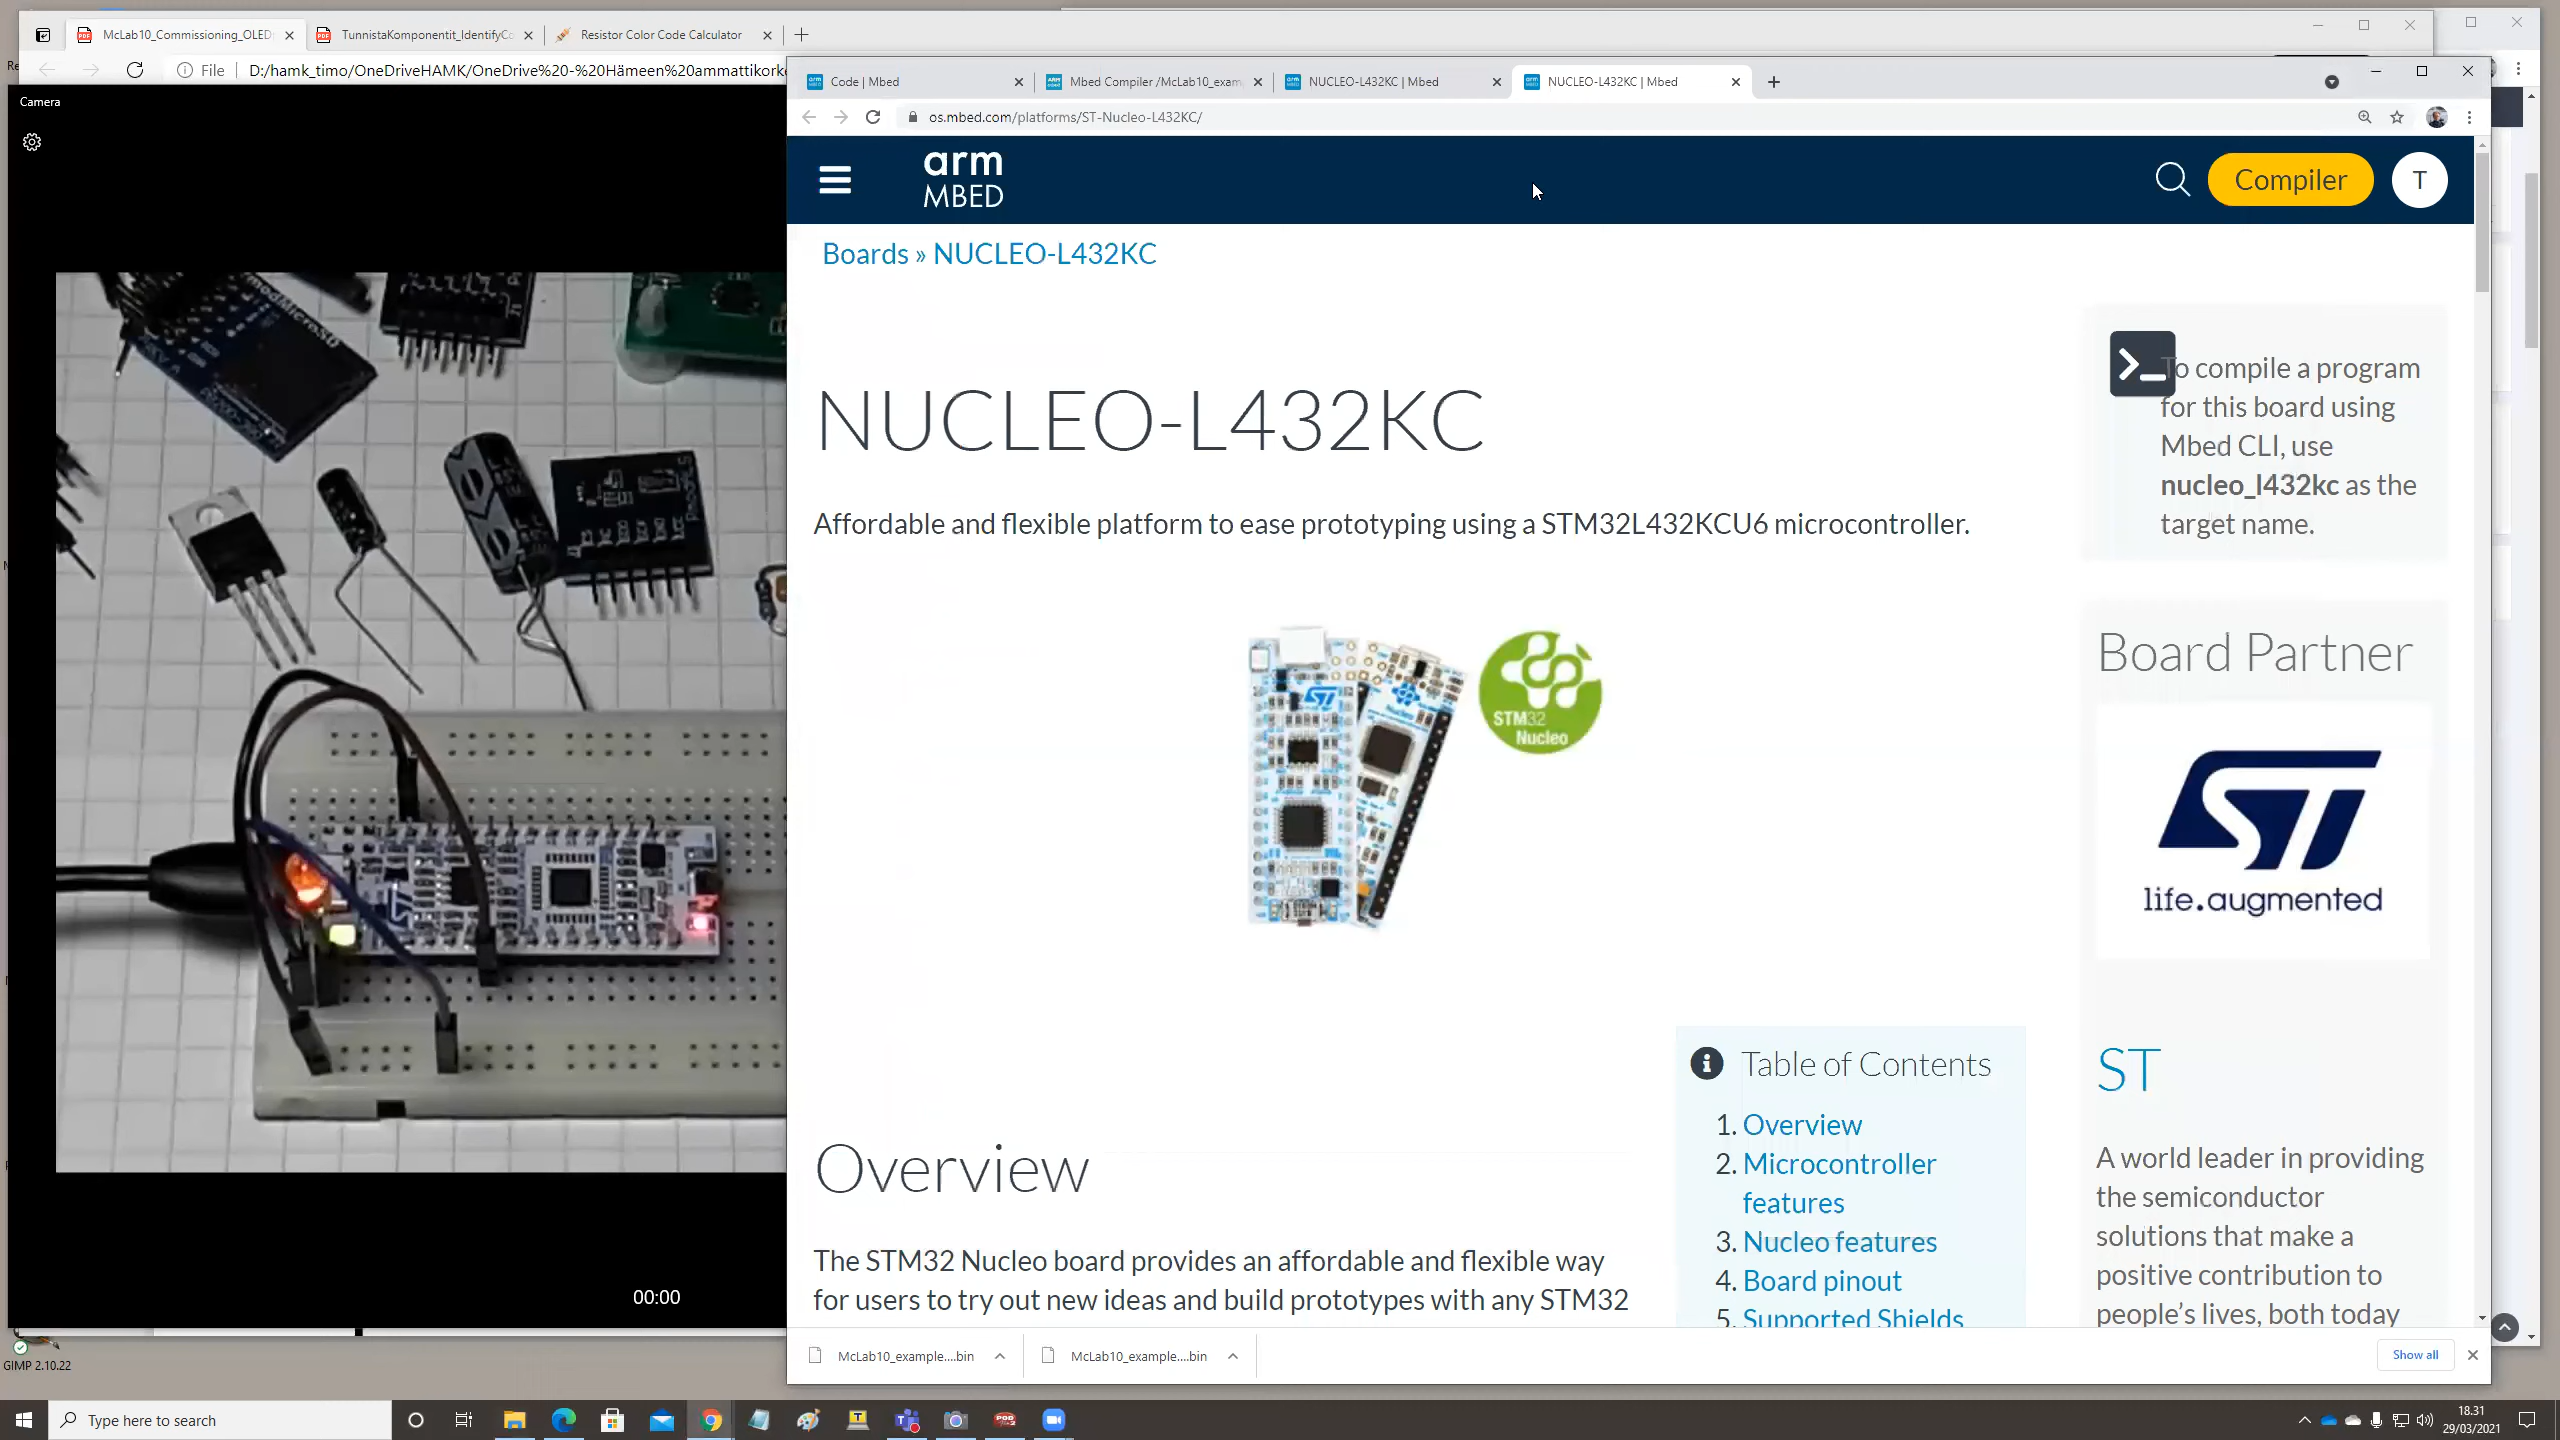 McLab10_Commissioning_OLED
TunnistaKomponentit_IdentifyCo
Resistor Color Code Calculator
File
D:/hamk_timo/OneDriveHAMK/OneDrive%20-%20Hämeen%20ammattikorke
Camera
00:00
Code | Mbed
Mbed Compiler /McLab10_exam
NUCLEO-L432KC | Mbed
NUCLEO-L432KC | Mbed
os.mbed.com/platforms/ST-Nucleo-L432KC/
arm
MBED
Compiler
T
Boards » NUCLEO-L432KC
NUCLEO-L432KC
Affordable and flexible platform to ease prototyping using a STM32L432KCU6 microcontroller.
STM32
Nucleo
Overview
The STM32 Nucleo board provides an affordable and flexible way
for users to try out new ideas and build prototypes with any STM32
Table of Contents
1. Overview
2. Microcontroller
features
3. Nucleo features
4. Board pinout
5. Supported Shields
To compile a program
for this board using
Mbed CLI, use
nucleo_l432kc as the
target name.
Board Partner
ST
life.augmented
ST
A world leader in providing
the semiconductor
solutions that make a
positive contribution to
people's lives, both today
McLab10_example....bin
McLab10_example....bin
Show all
GIMP 2.10.22
Type here to search
18.31
29/03/2021